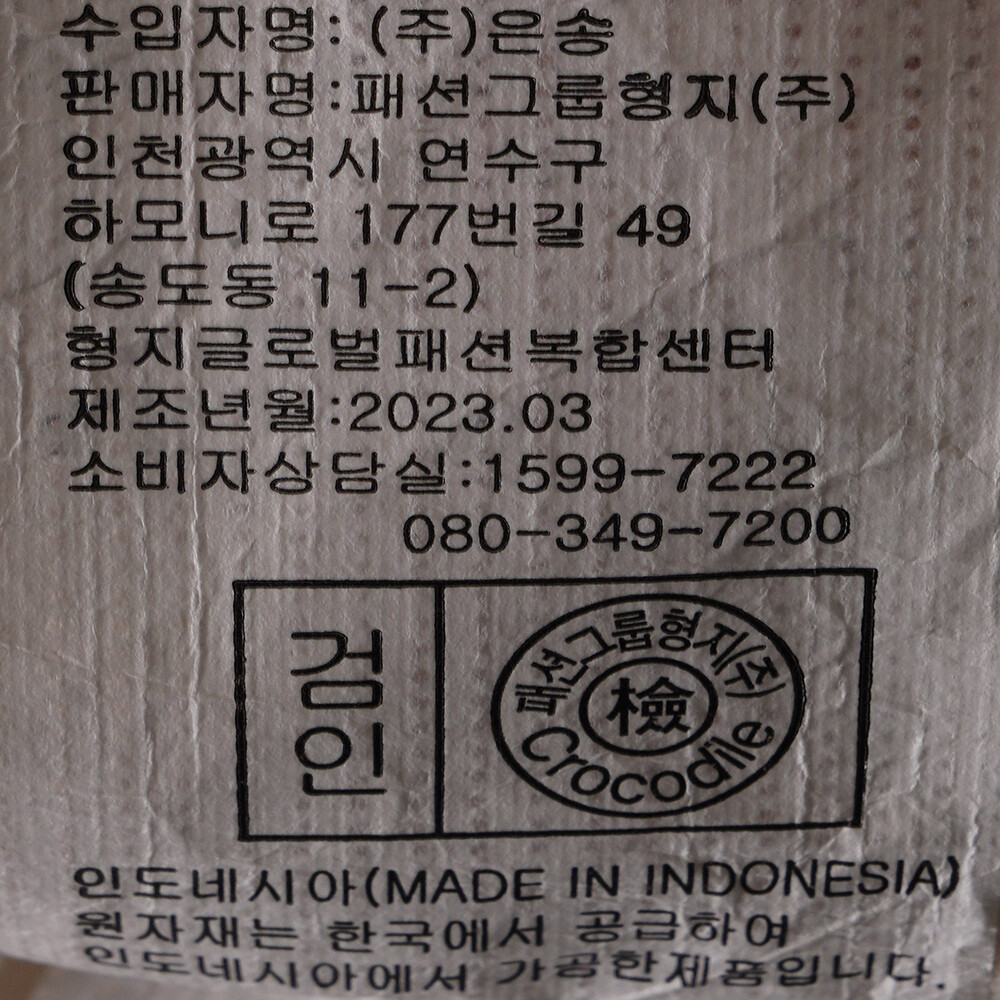 수입자명: (주)은송
판매자명:패션그룹형지(주)
인천광역시 연수구
하모니로 177번길 49
(송도동 11-2)
형지글로벌패션복합센터
제조년월:2023.03
소비자상담실:1599-7222
080-349-7200
검
인
패션그룹형지(주)
檢
Crocodile
인도네시아(MADE IN INDONESIA)
원자재는 한국에서 공급하여
인도네시아에서 가공한제품입니다.